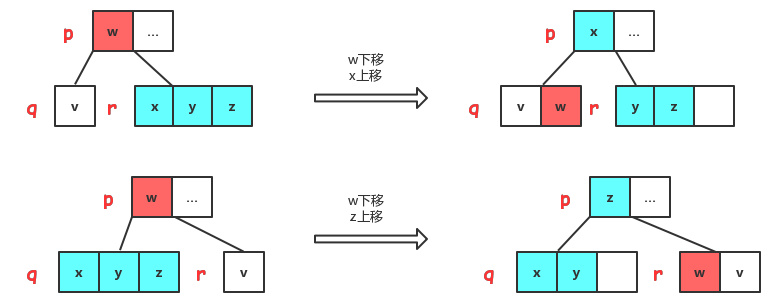 p w ...
q v r x y z
w下移
x上移
p x ...
q v w r y z
p w ...
q x y z r v
w下移
z上移
p z ...
q x y r w v